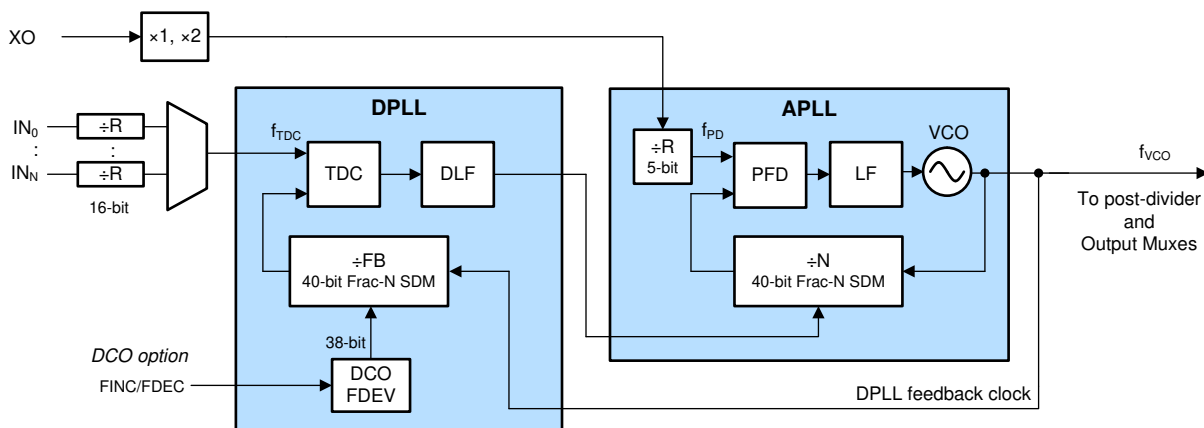 XO
×1, ×2
DPLL
APLL
IN₀
÷R
:
:
IN_N
÷R
16-bit
f_TDC
TDC
DLF
÷FB
40-bit Frac-N SDM
38-bit
DCO option
FINC/FDEC
DCO
FDEV
÷R
5-bit
f_PD
PFD
LF
VCO
÷N
40-bit Frac-N SDM
f_VCO
To post-divider
and
Output Muxes
DPLL feedback clock